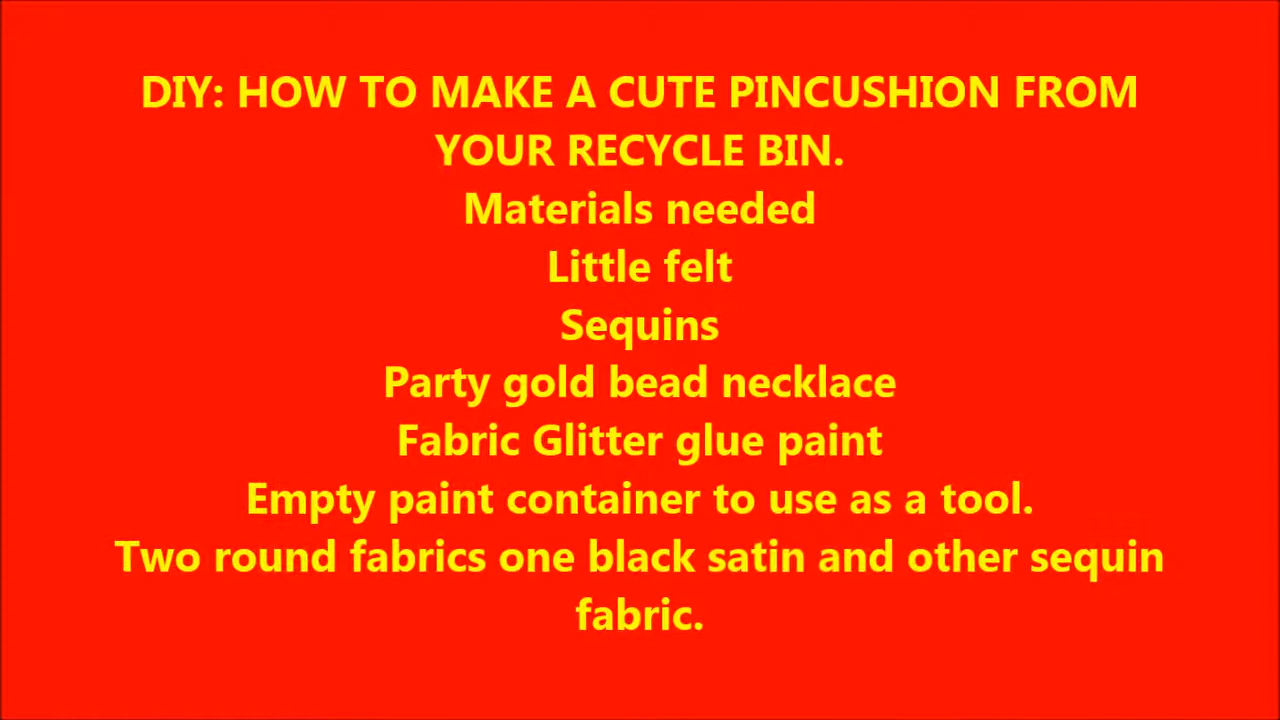 DIY: HOW TO MAKE A CUTE PINCUSHION FROM
YOUR RECYCLE BIN.
Materials needed
Little felt
Sequins
Party gold bead necklace
Fabric Glitter glue paint
Empty paint container to use as a tool.
Two round fabrics one black satin and other sequin
fabric.